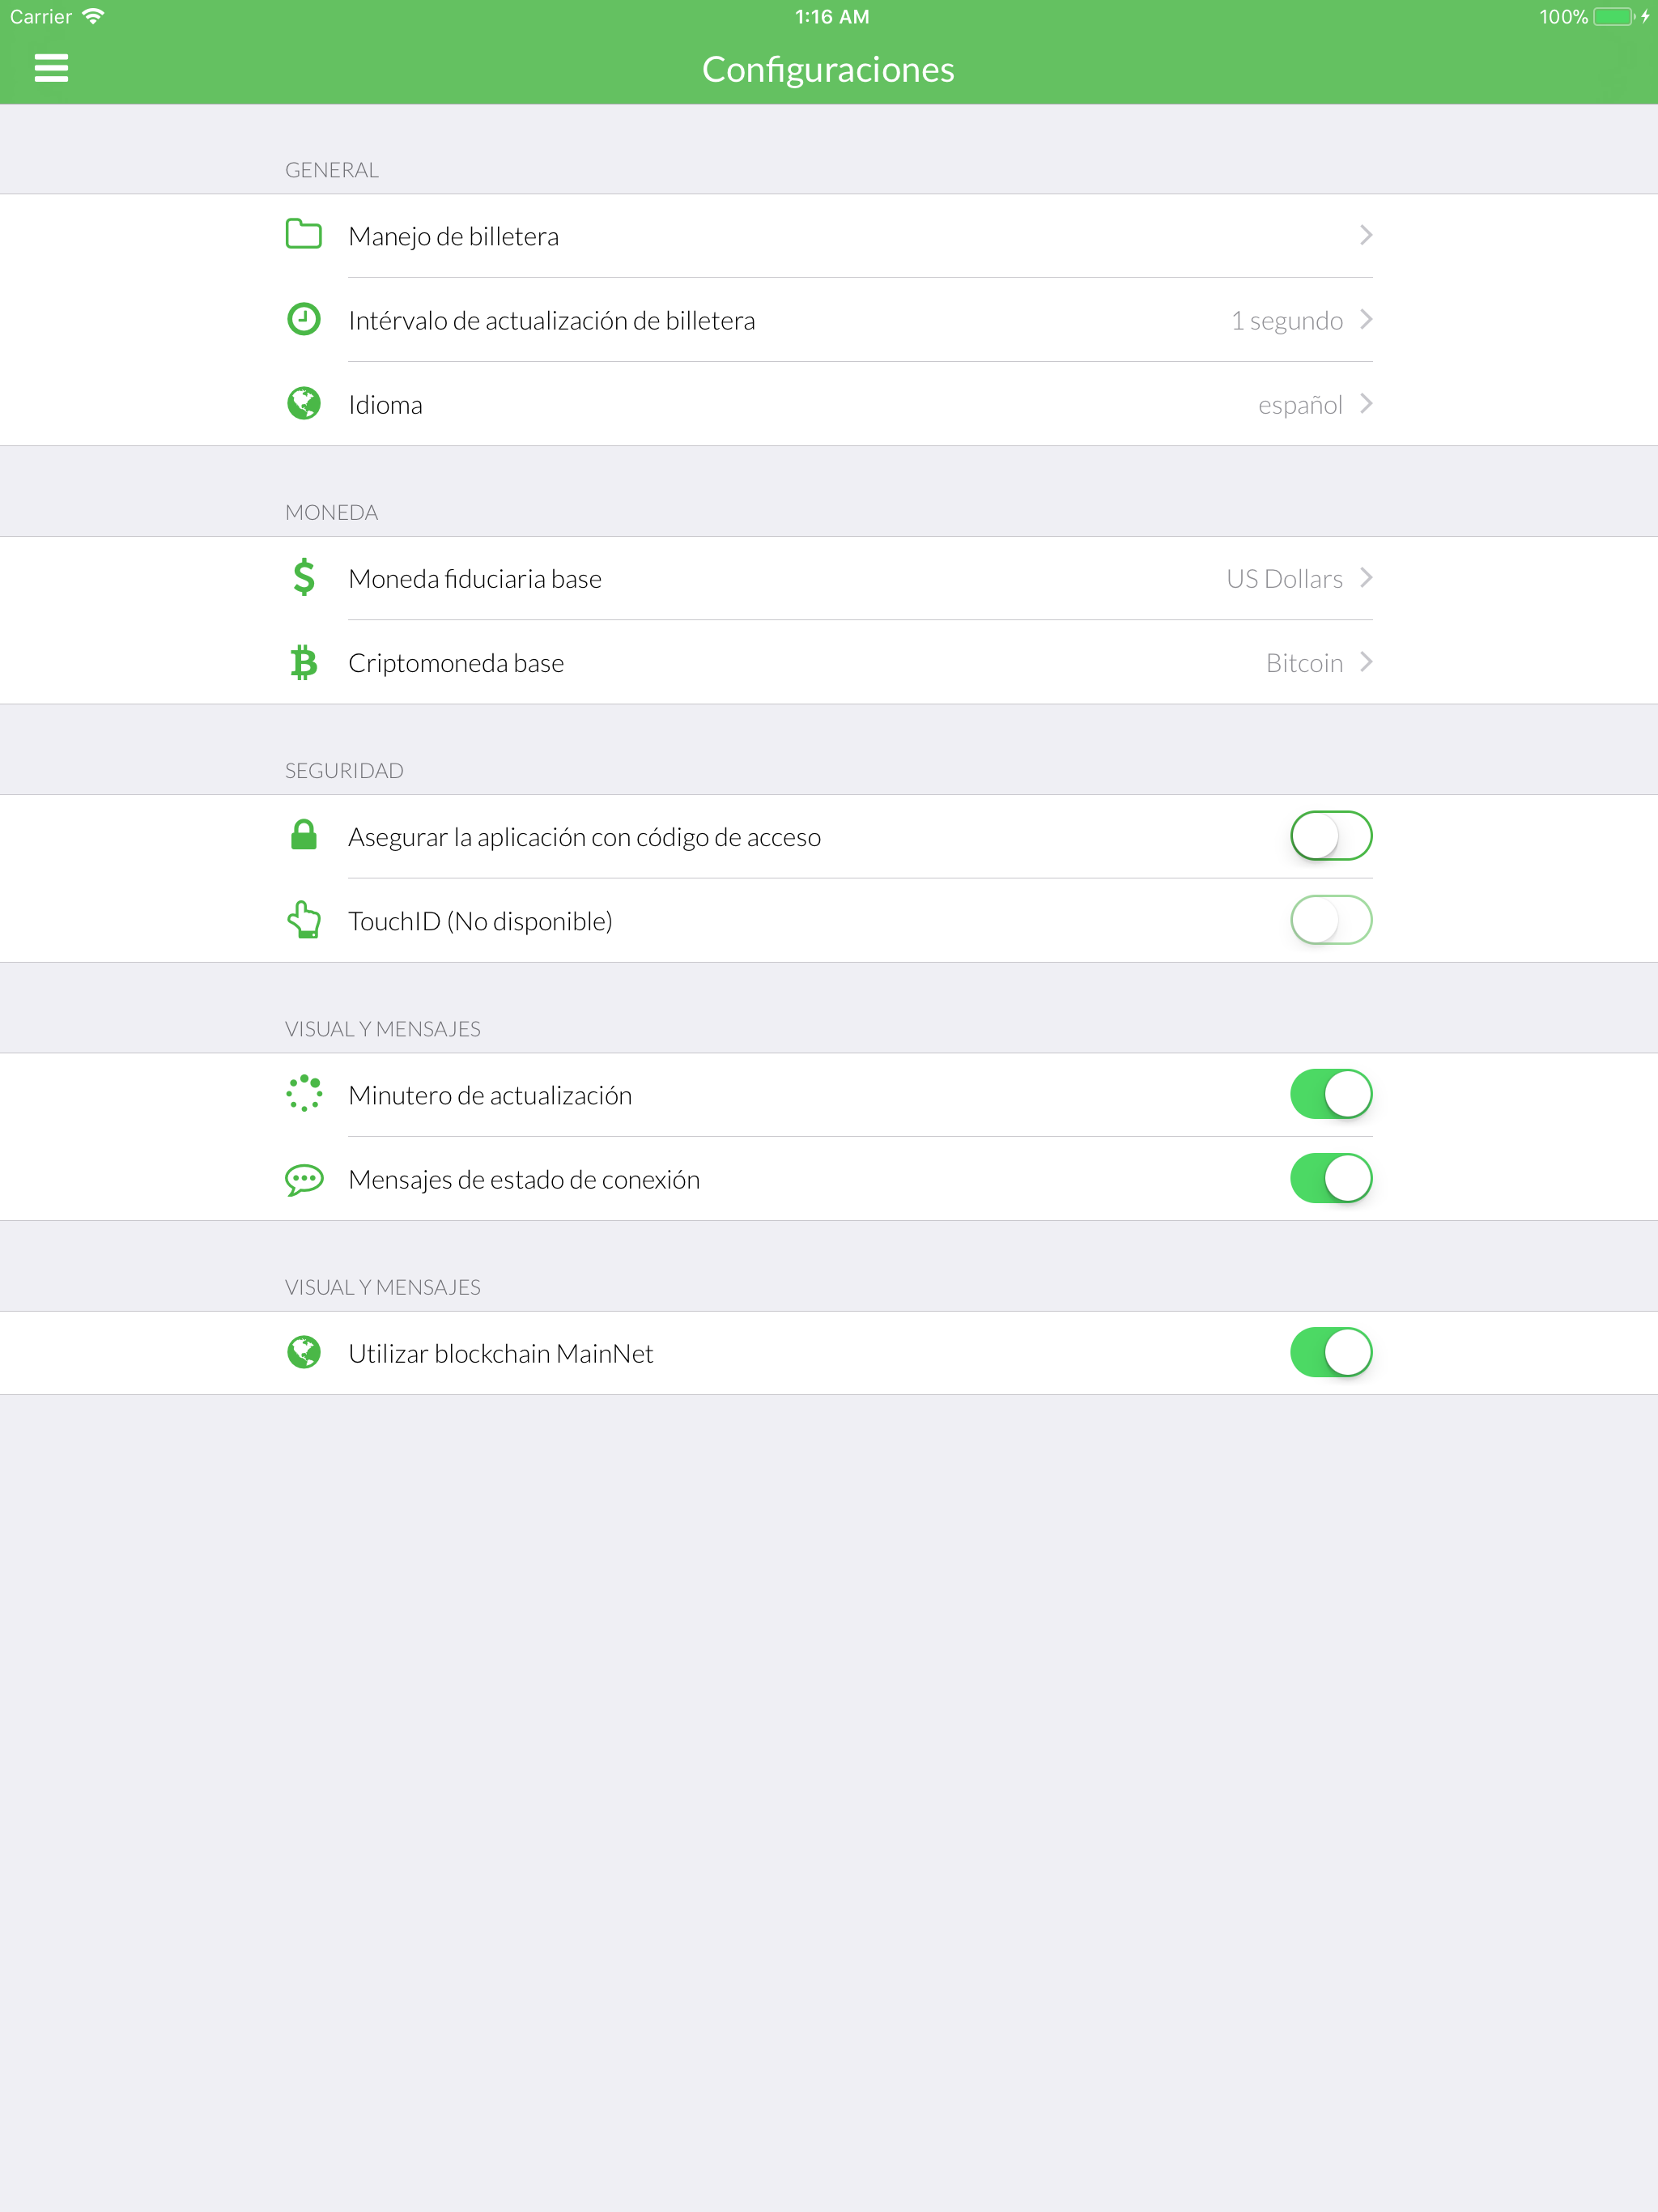 Carrier 1:16 AM 100%
Configuraciones
GENERAL
Manejo de billetera
Intérvalo de actualización de billetera 1 segundo
Idioma español
MONEDA
Moneda fiduciaria base US Dollars
Criptomoneda base Bitcoin
SEGURIDAD
Asegurar la aplicación con código de acceso
TouchID (No disponible)
VISUAL Y MENSAJES
Minutero de actualización
Mensajes de estado de conexión
VISUAL Y MENSAJES
Utilizar blockchain MainNet